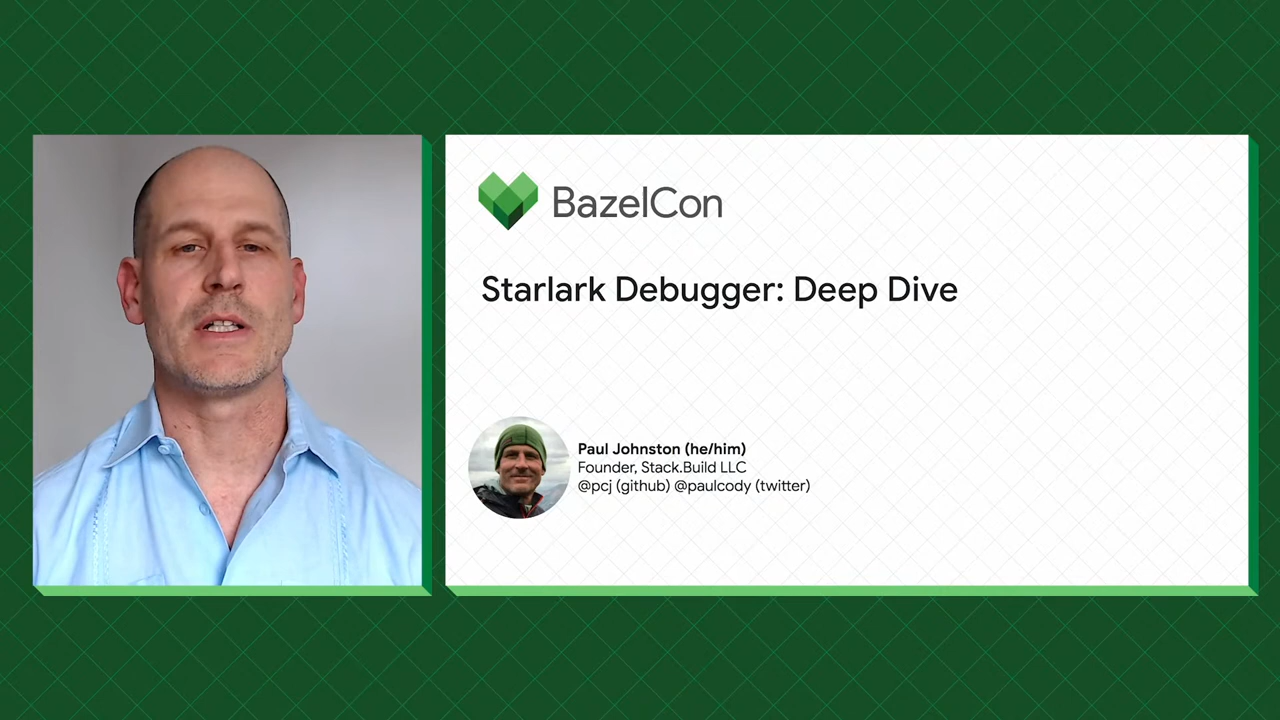 BazelCon
Starlark Debugger: Deep Dive
Paul Johnston (he/him)
Founder, Stack.Build LLC
@pcj (github) @paulcody (twitter)